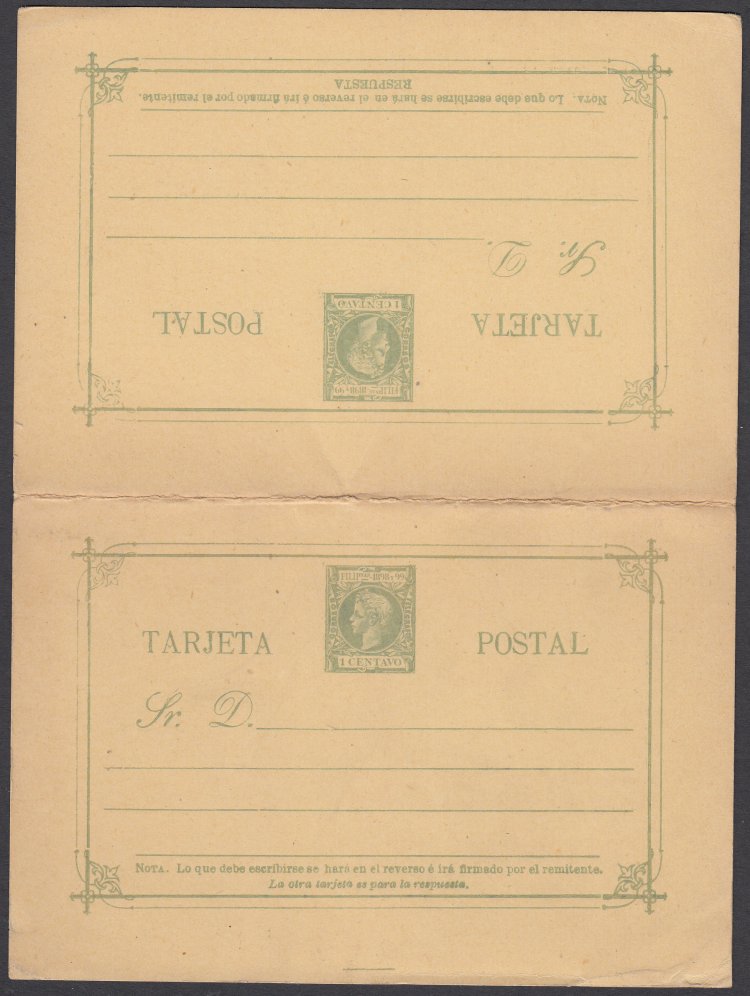 NOTA. Lo que debe escribirse se hará en el reverso é irá firmado por el remitente.
RESPUESTA
Sr. D.
TARJETA POSTAL
FILIPNAS 1898 Y 99
1 CENTAVO
FILIPNAS 1898 Y 99
1 CENTAVO
TARJETA POSTAL
Sr. D.
NOTA. Lo que debe escribirse se hará en el reverso é irá firmado por el remitente.
La otra tarjeta es para la respuesta.